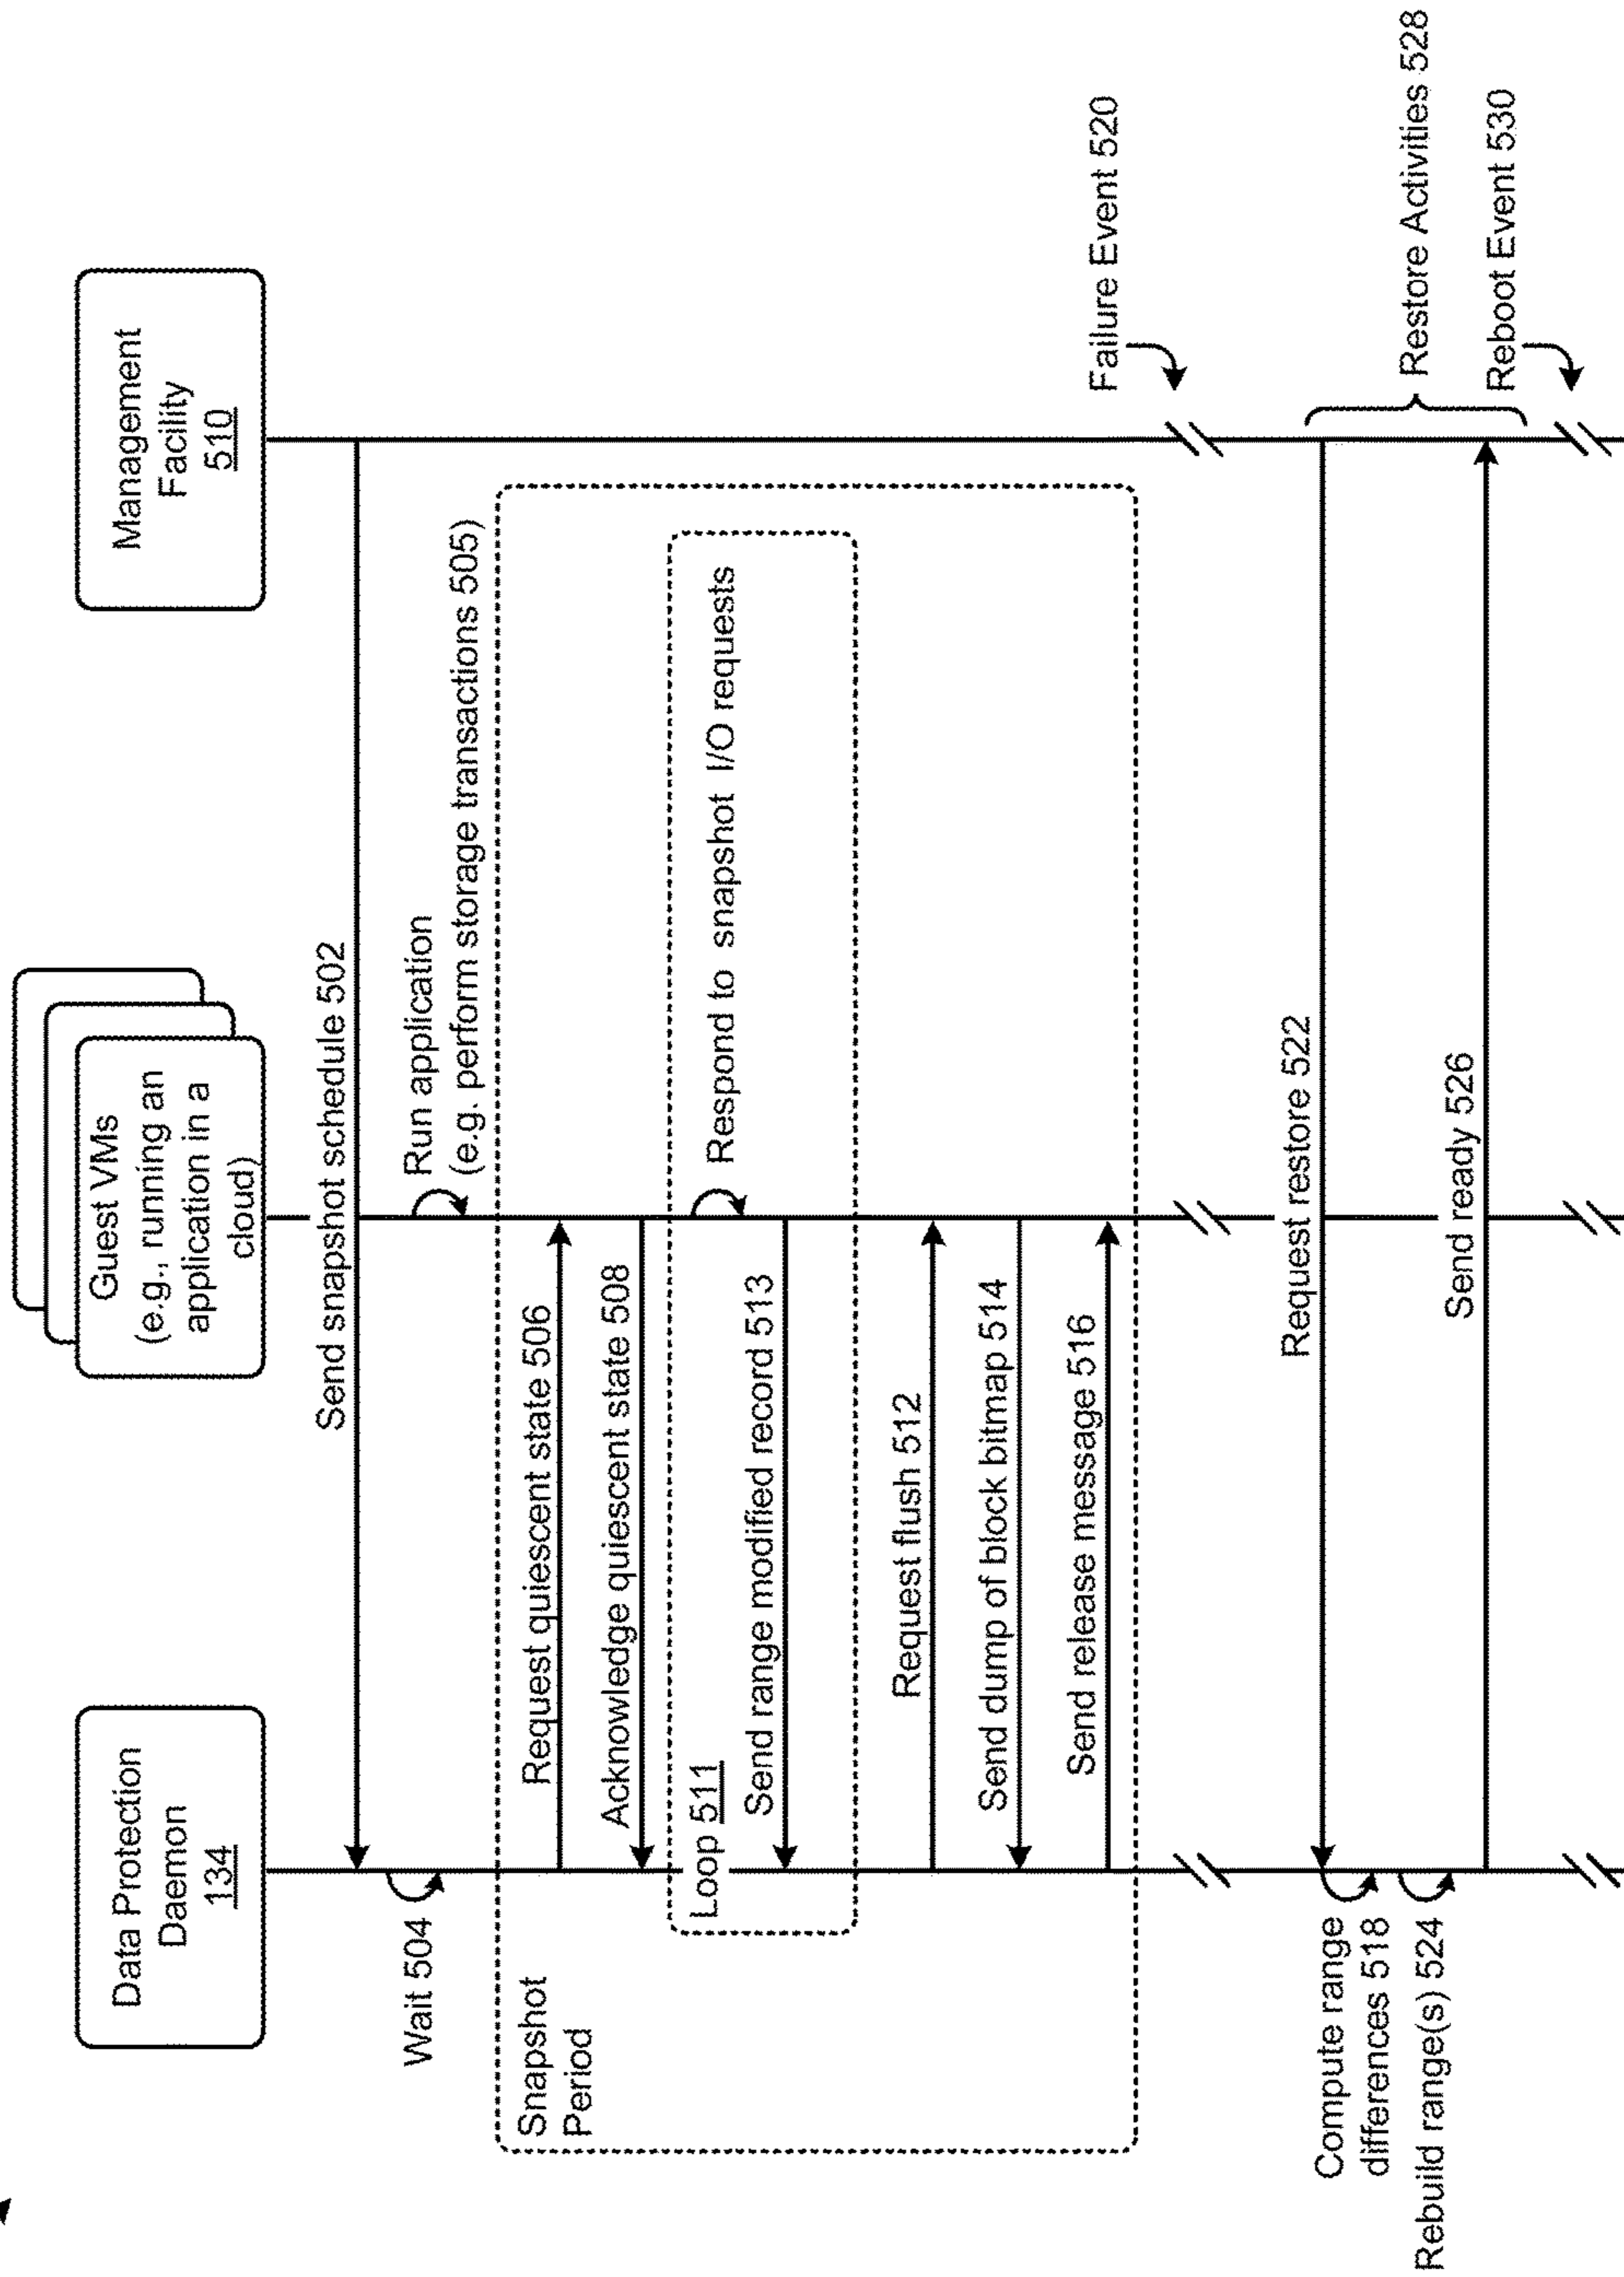 Data Protection
Daemon
134
Guest VMs
(e.g., running an
application in a
cloud)
Management
Facility
510
Send snapshot schedule 502
Wait 504
Run application
(e.g. perform storage transactions 505)
Snapshot
Period
Request quiescent state 506
Acknowledge quiescent state 508
Loop 511
Respond to snapshot I/O requests
Send range modified record 513
Request flush 512
Send dump of block bitmap 514
Send release message 516
Failure Event 520
Request restore 522
Compute range
differences 518
Rebuild range(s) 524
Restore Activities 528
Send ready 526
Reboot Event 530